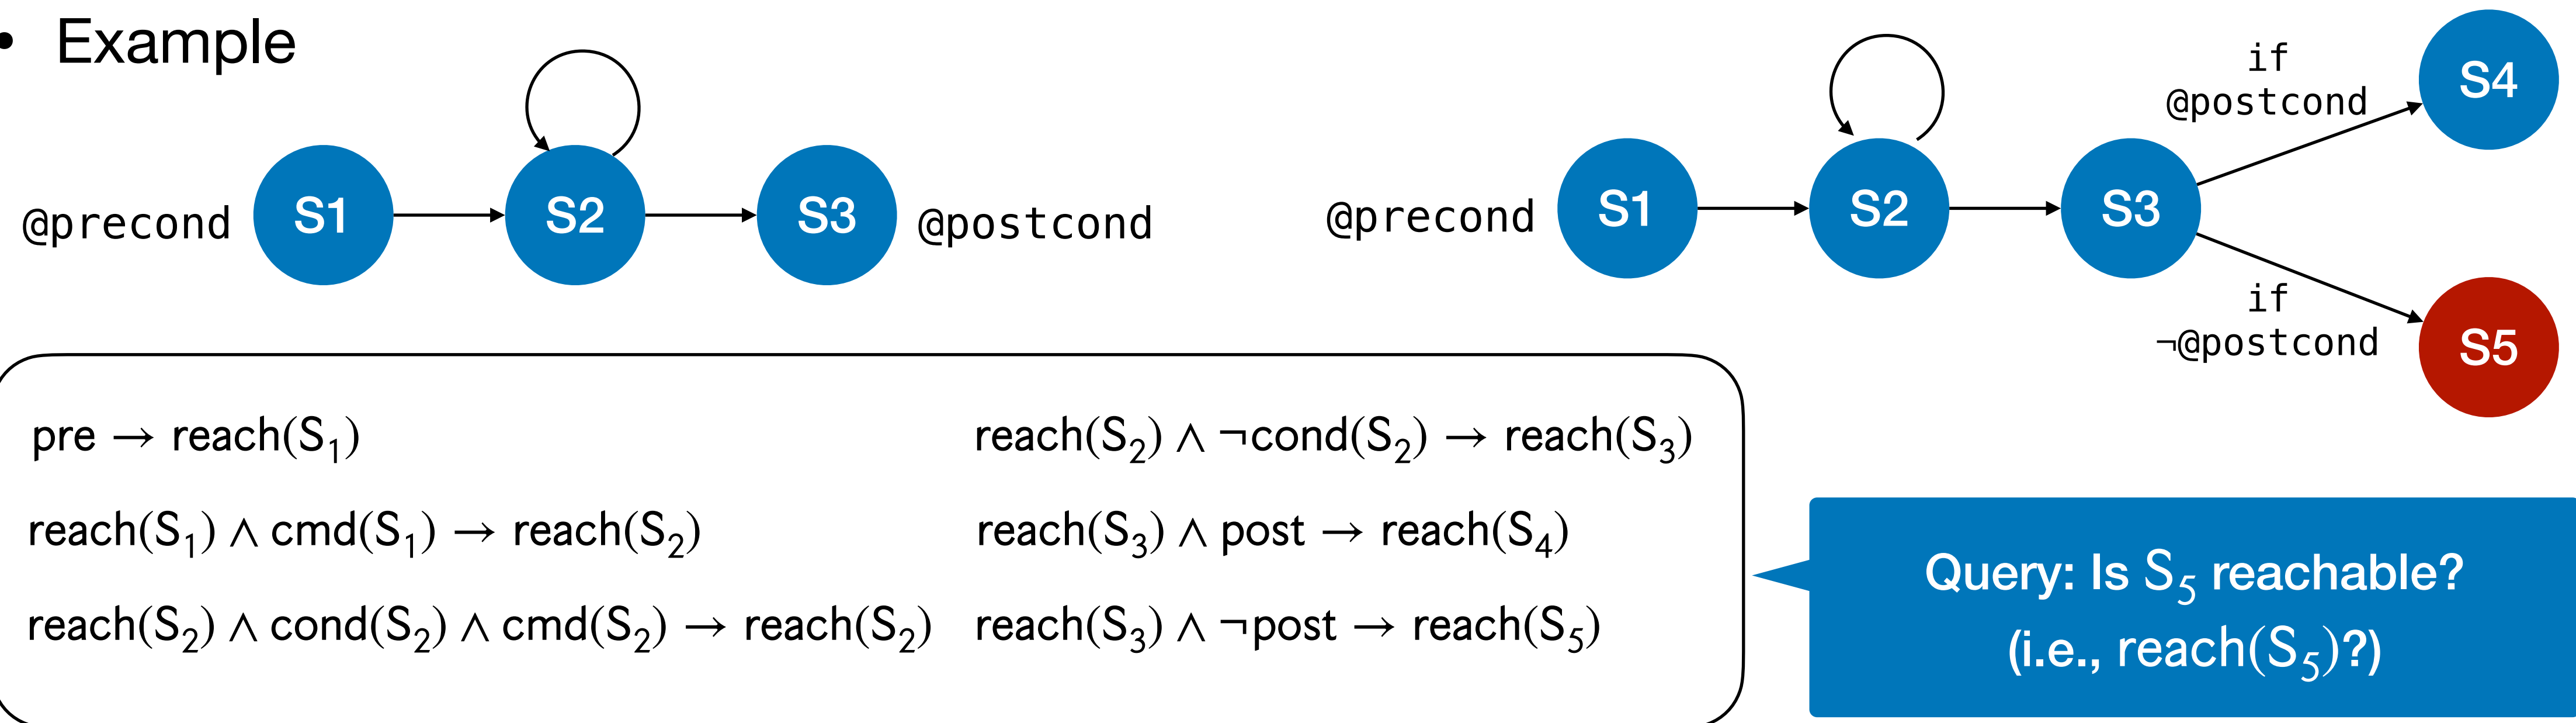 • Example
@precond S1 S2 S3 @postcond
@precond S1 S2 S3
if
@postcond
S4
if
¬@postcond
S5
pre → reach(S₁)
reach(S₁) ∧ cmd(S₁) → reach(S₂)
reach(S₂) ∧ cond(S₂) ∧ cmd(S₂) → reach(S₂)
reach(S₂) ∧ ¬cond(S₂) → reach(S₃)
reach(S₃) ∧ post → reach(S₄)
reach(S₃) ∧ ¬post → reach(S₅)
Query: Is S₅ reachable?
(i.e., reach(S₅)?)